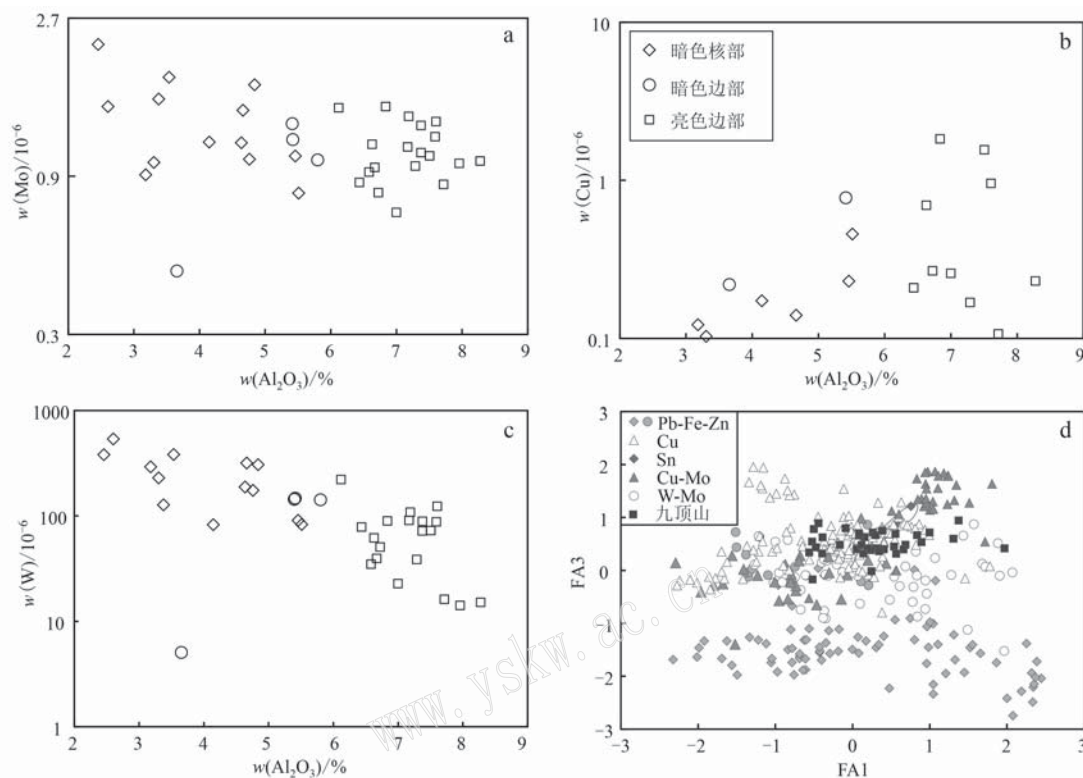 a
2.7
0.9
0.3
w(Mo)/10⁻⁶
2 3 4 5 6 7 8 9
w(Al₂O₃)/%
b
◇ 暗色核部
○ 暗色边部
□ 亮色边部
10
1
0.1
w(Cu)/10⁻⁶
2 3 4 5 6 7 8 9
w(Al₂O₃)/%
c
1000
100
10
1
w(W)/10⁻⁶
2 3 4 5 6 7 8 9
w(Al₂O₃)/%
d
Pb-Fe-Zn
Cu
Sn
Cu-Mo
W-Mo
九顶山
3
2
1
0
−1
−2
−3
FA3
−3 −2 −1 0 1 2 3
FA1
www.yskw.ac.cn